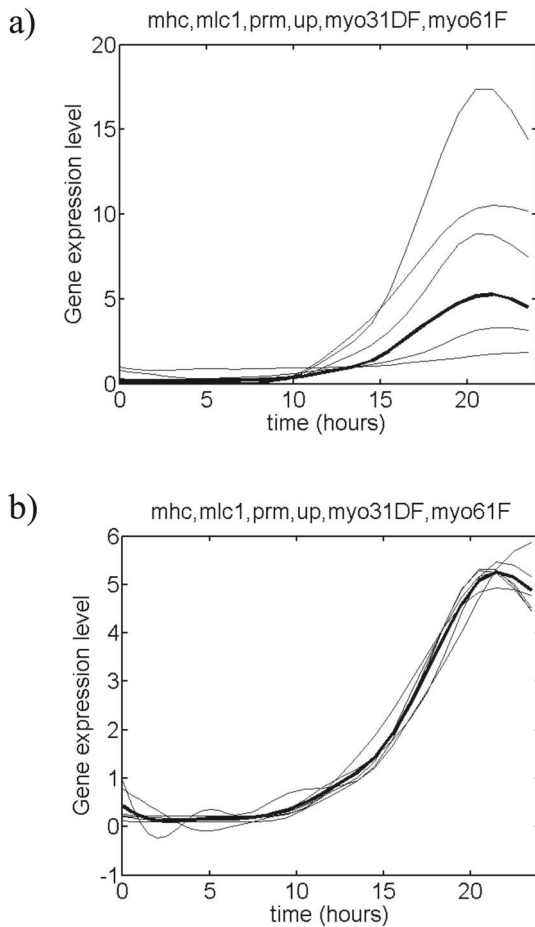 a)
mhc,mlc1,prm,up,myo31DF,myo61F
20
15
10
5
0
Gene expression level
0 5 10 15 20
time (hours)
b)
mhc,mlc1,prm,up,myo31DF,myo61F
6
5
4
3
2
1
0
-1
Gene expression level
0 5 10 15 20
time (hours)